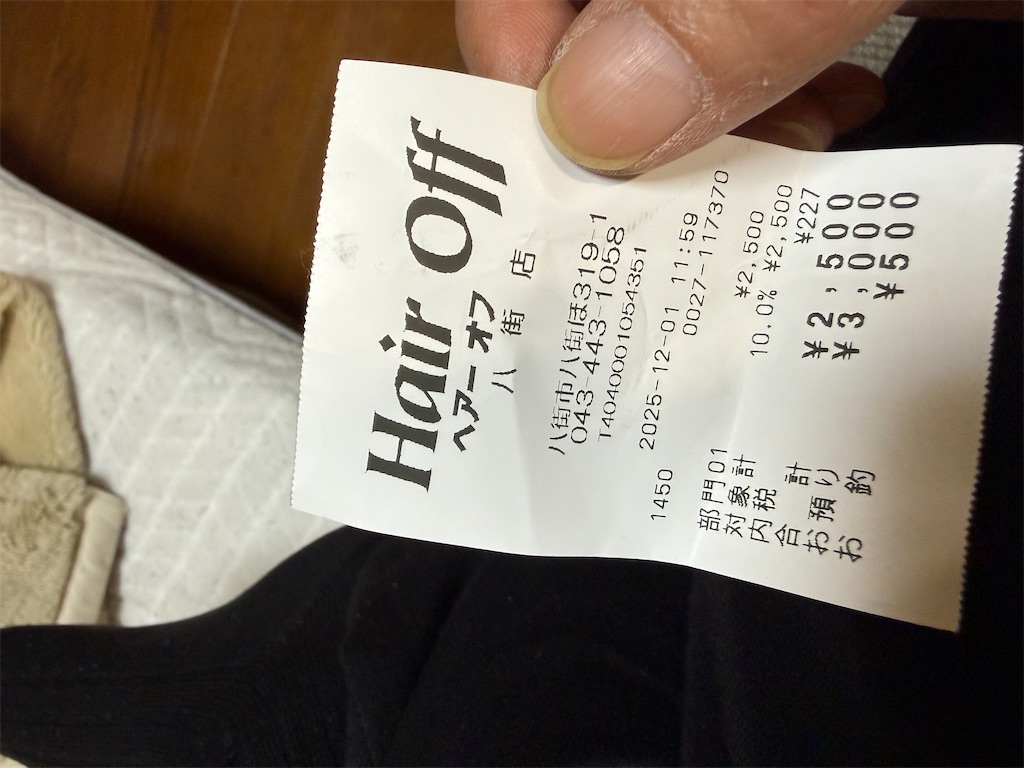 Hair Off
ヘアーオフ
八街店
八街市八街ほ319-1
043-443-1058
T4040001054351
2025-12-01 11:59
1450 0027-117370
部門01 ¥2,500
対象計 10.0% ¥2,500
内税 ¥227
合計 ¥2,500
お預り ¥3,000
お釣 ¥500